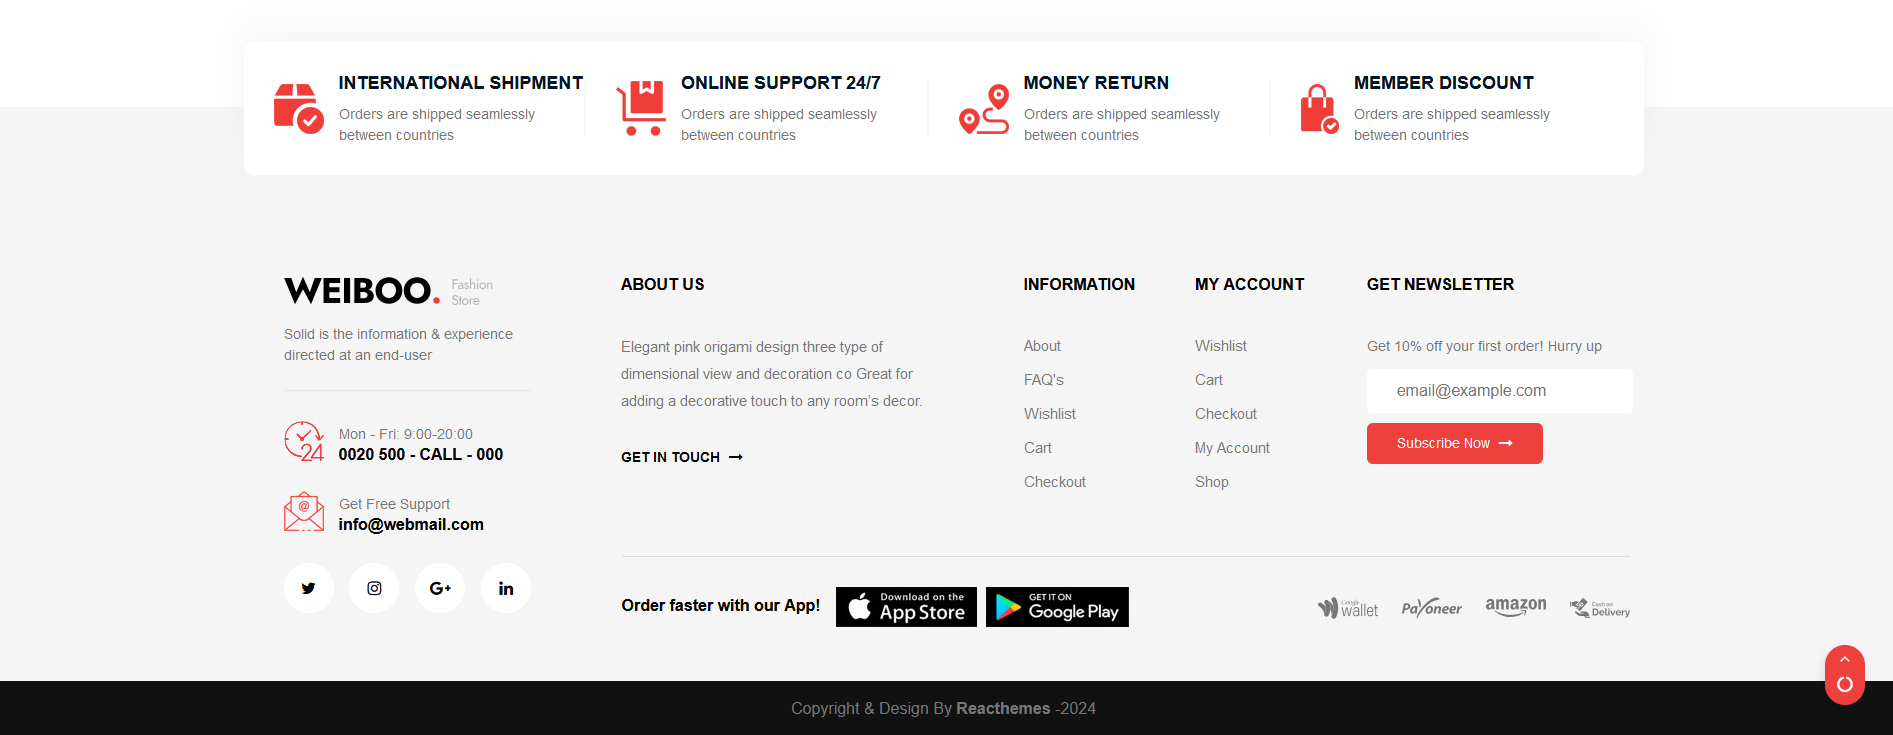 INTERNATIONAL SHIPMENT
Orders are shipped seamlessly
between countries
ONLINE SUPPORT 24/7
Orders are shipped seamlessly
between countries
MONEY RETURN
Orders are shipped seamlessly
between countries
MEMBER DISCOUNT
Orders are shipped seamlessly
between countries
WEIBOO.
Fashion
Store
Solid is the information & experience
directed at an end-user
24
Mon - Fri: 9:00-20:00
0020 500 - CALL - 000
@
Get Free Support
info@webmail.com
G+
in
ABOUT US
Elegant pink origami design three type of
dimensional view and decoration co Great for
adding a decorative touch to any room’s decor.
GET IN TOUCH
INFORMATION
About
FAQ's
Wishlist
Cart
Checkout
MY ACCOUNT
Wishlist
Cart
Checkout
My Account
Shop
GET NEWSLETTER
Get 10% off your first order! Hurry up
email@example.com
Subscribe Now
Order faster with our App!
Download on the
App Store
GET IT ON
Google Play
Google
wallet
Payoneer
amazon
Cash on
Delivery
Copyright & Design By Reacthemes -2024